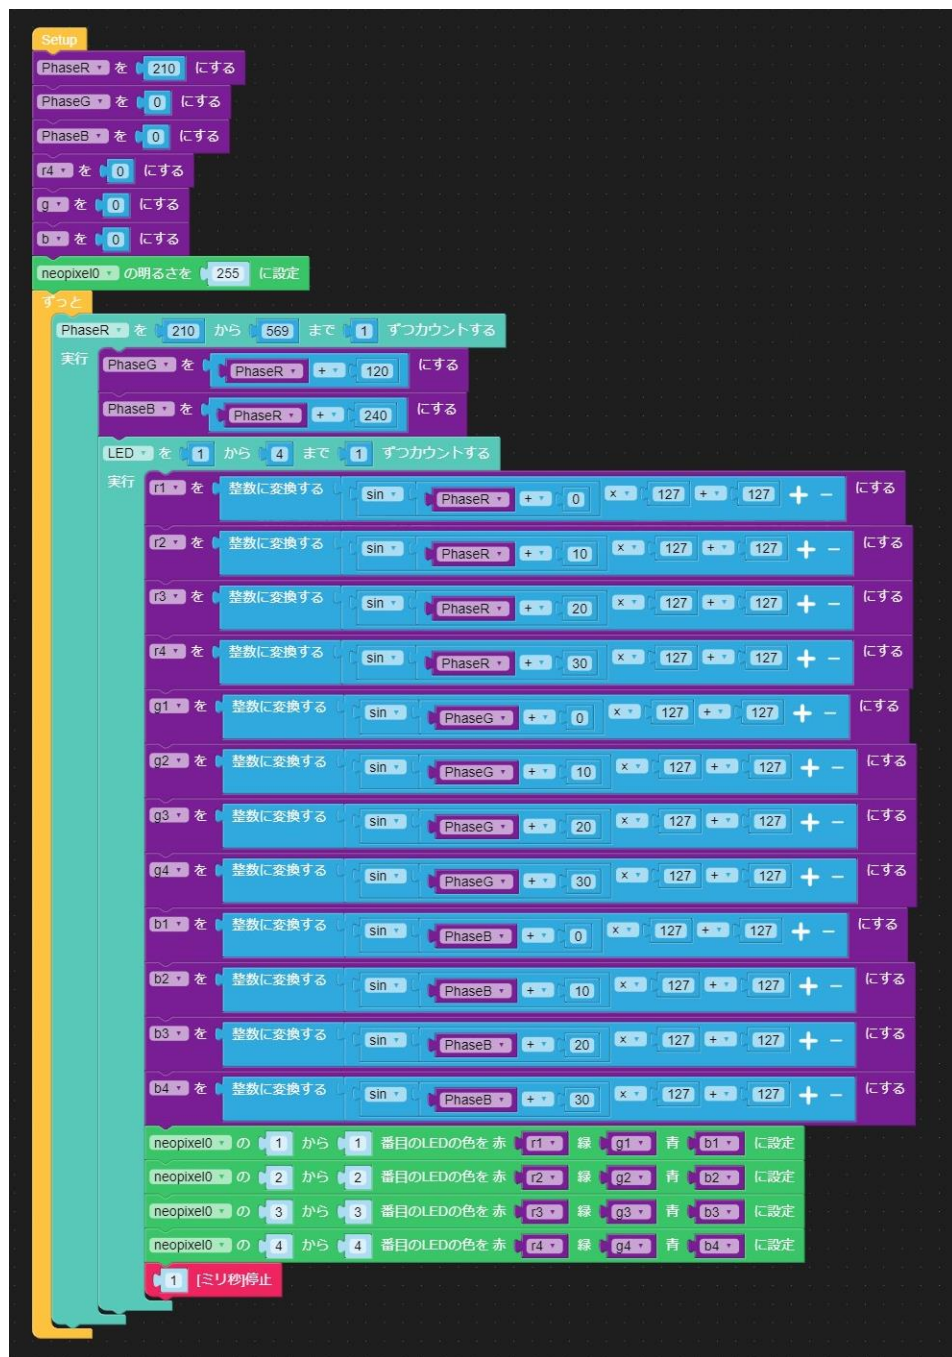 Setup
PhaseR を 210 にする
PhaseG を 0 にする
PhaseB を 0 にする
r4 を 0 にする
g を 0 にする
b を 0 にする
neopixel0 の明るさを 255 に設定
ずっと
PhaseR を 210 から 569 まで 1 ずつカウントする
実行 PhaseG を PhaseR + 120 にする
PhaseB を PhaseR + 240 にする
LED を 1 から 4 まで 1 ずつカウントする
実行 r1 を 整数に変換する sin PhaseR + 0 × 127 + 127 + − にする
r2 を 整数に変換する sin PhaseR + 10 × 127 + 127 + − にする
r3 を 整数に変換する sin PhaseR + 20 × 127 + 127 + − にする
r4 を 整数に変換する sin PhaseR + 30 × 127 + 127 + − にする
g1 を 整数に変換する sin PhaseG + 0 × 127 + 127 + − にする
g2 を 整数に変換する sin PhaseG + 10 × 127 + 127 + − にする
g3 を 整数に変換する sin PhaseG + 20 × 127 + 127 + − にする
g4 を 整数に変換する sin PhaseG + 30 × 127 + 127 + − にする
b1 を 整数に変換する sin PhaseB + 0 × 127 + 127 + − にする
b2 を 整数に変換する sin PhaseB + 10 × 127 + 127 + − にする
b3 を 整数に変換する sin PhaseB + 20 × 127 + 127 + − にする
b4 を 整数に変換する sin PhaseB + 30 × 127 + 127 + − にする
neopixel0 の 1 から 1 番目のLEDの色を 赤 r1 緑 g1 青 b1 に設定
neopixel0 の 2 から 2 番目のLEDの色を 赤 r2 緑 g2 青 b2 に設定
neopixel0 の 3 から 3 番目のLEDの色を 赤 r3 緑 g3 青 b3 に設定
neopixel0 の 4 から 4 番目のLEDの色を 赤 r4 緑 g4 青 b4 に設定
1 [ミリ秒]停止